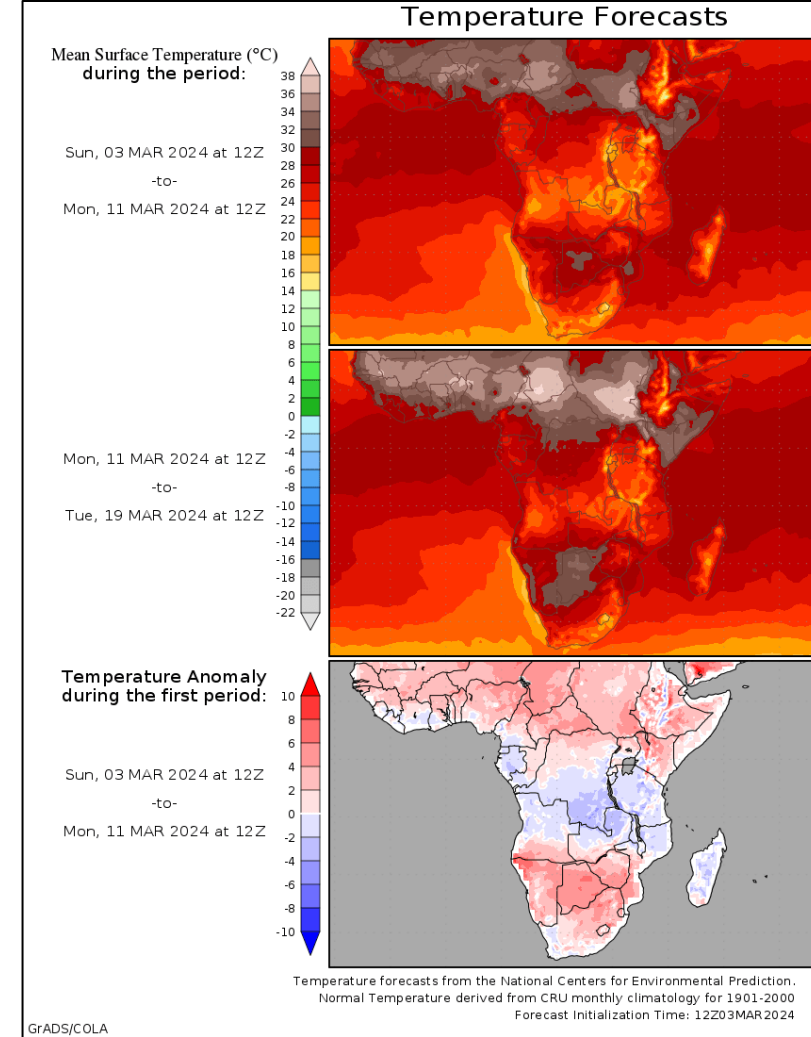 Temperature Forecasts
Mean Surface Temperature (°C)
during the period:
Sun, 03 MAR 2024 at 12Z
-to-
Mon, 11 MAR 2024 at 12Z
38
36
34
32
30
28
26
24
22
20
18
16
14
12
10
8
6
4
2
0
-2
-4
-6
-8
-10
-12
-14
-16
-18
-20
-22
Mon, 11 MAR 2024 at 12Z
-to-
Tue, 19 MAR 2024 at 12Z
Temperature Anomaly
during the first period:
Sun, 03 MAR 2024 at 12Z
-to-
Mon, 11 MAR 2024 at 12Z
10
8
6
4
2
0
-2
-4
-6
-8
-10
Temperature forecasts from the National Centers for Environmental Prediction.
Normal Temperature derived from CRU monthly climatology for 1901-2000
Forecast Initialization Time: 12Z03MAR2024
GrADS/COLA